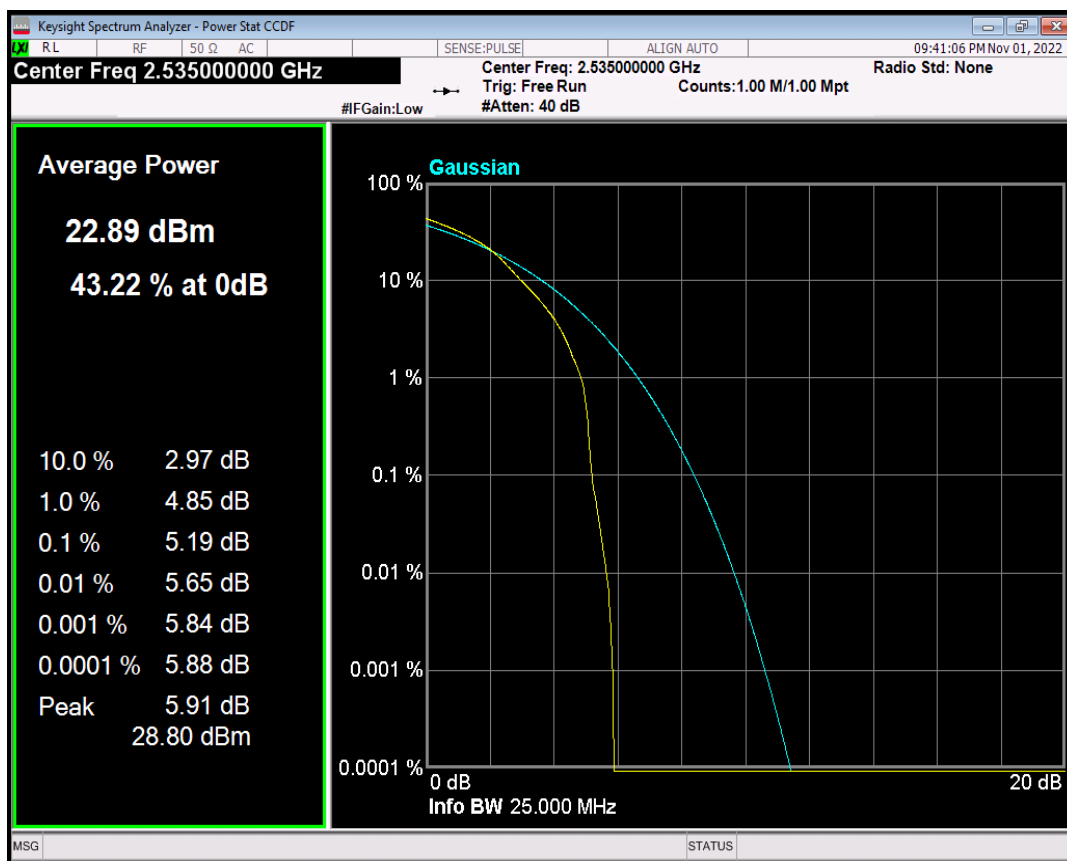 Keysight Spectrum Analyzer - Power Stat CCDF
LXI RL RF 50 Ω AC SENSE:PULSE ALIGN AUTO 09:41:06 PM Nov 01, 2022
Center Freq 2.535000000 GHz
Center Freq: 2.535000000 GHz Radio Std: None
Trig: Free Run Counts:1.00 M/1.00 Mpt
#IFGain:Low #Atten: 40 dB
Average Power
22.89 dBm
43.22 % at 0dB
10.0 % 2.97 dB
1.0 % 4.85 dB
0.1 % 5.19 dB
0.01 % 5.65 dB
0.001 % 5.84 dB
0.0001 % 5.88 dB
Peak 5.91 dB
28.80 dBm
Gaussian
100 %
10 %
1 %
0.1 %
0.01 %
0.001 %
0.0001 %
0 dB 20 dB
Info BW 25.000 MHz
MSG STATUS